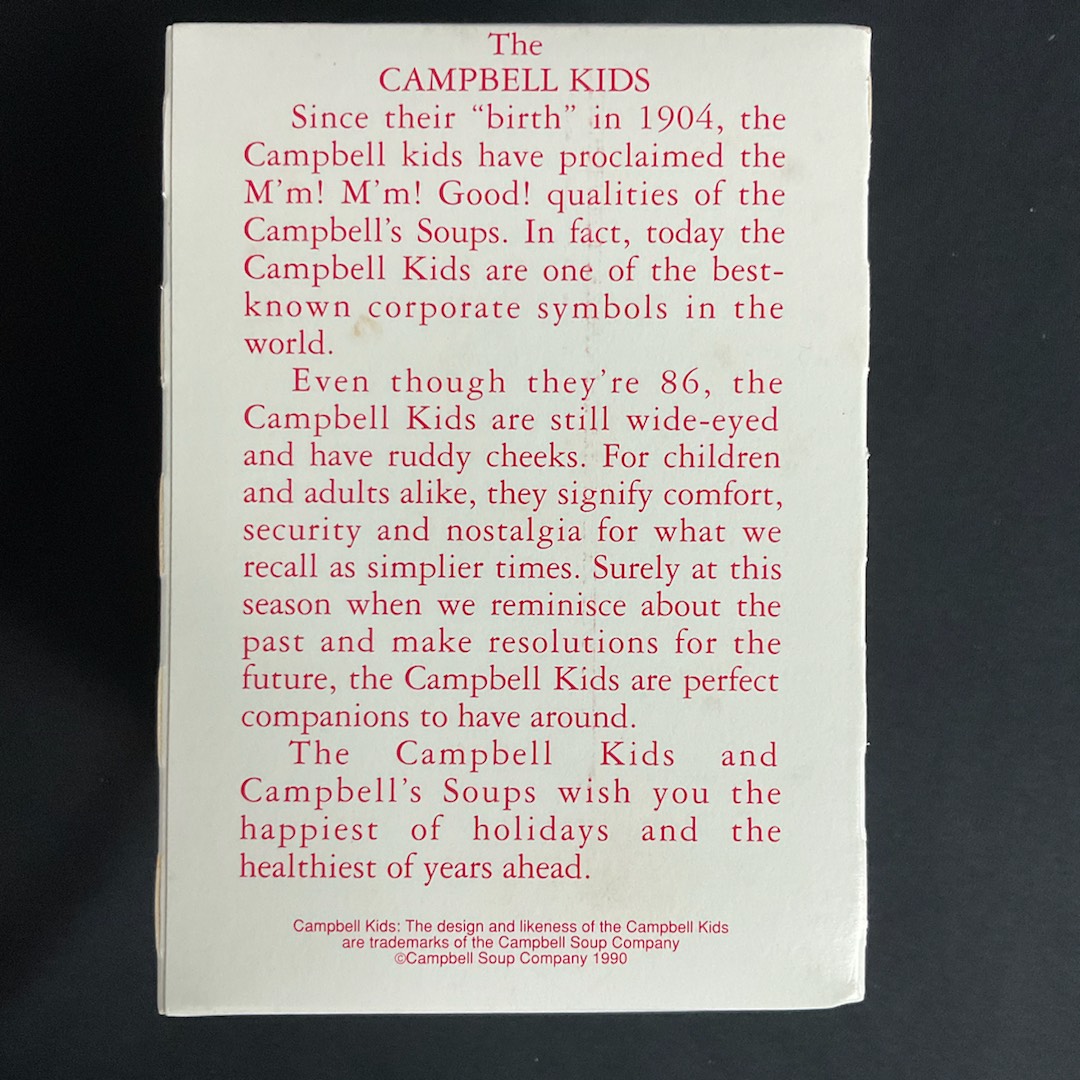 The
CAMPBELL KIDS
Since their “birth” in 1904, the
Campbell kids have proclaimed the
M’m! M’m! Good! qualities of the
Campbell’s Soups. In fact, today the
Campbell Kids are one of the best-
known corporate symbols in the
world.
Even though they’re 86, the
Campbell Kids are still wide-eyed
and have ruddy cheeks. For children
and adults alike, they signify comfort,
security and nostalgia for what we
recall as simplier times. Surely at this
season when we reminisce about the
past and make resolutions for the
future, the Campbell Kids are perfect
companions to have around.
The Campbell Kids and
Campbell’s Soups wish you the
happiest of holidays and the
healthiest of years ahead.
Campbell Kids: The design and likeness of the Campbell Kids
are trademarks of the Campbell Soup Company
©Campbell Soup Company 1990